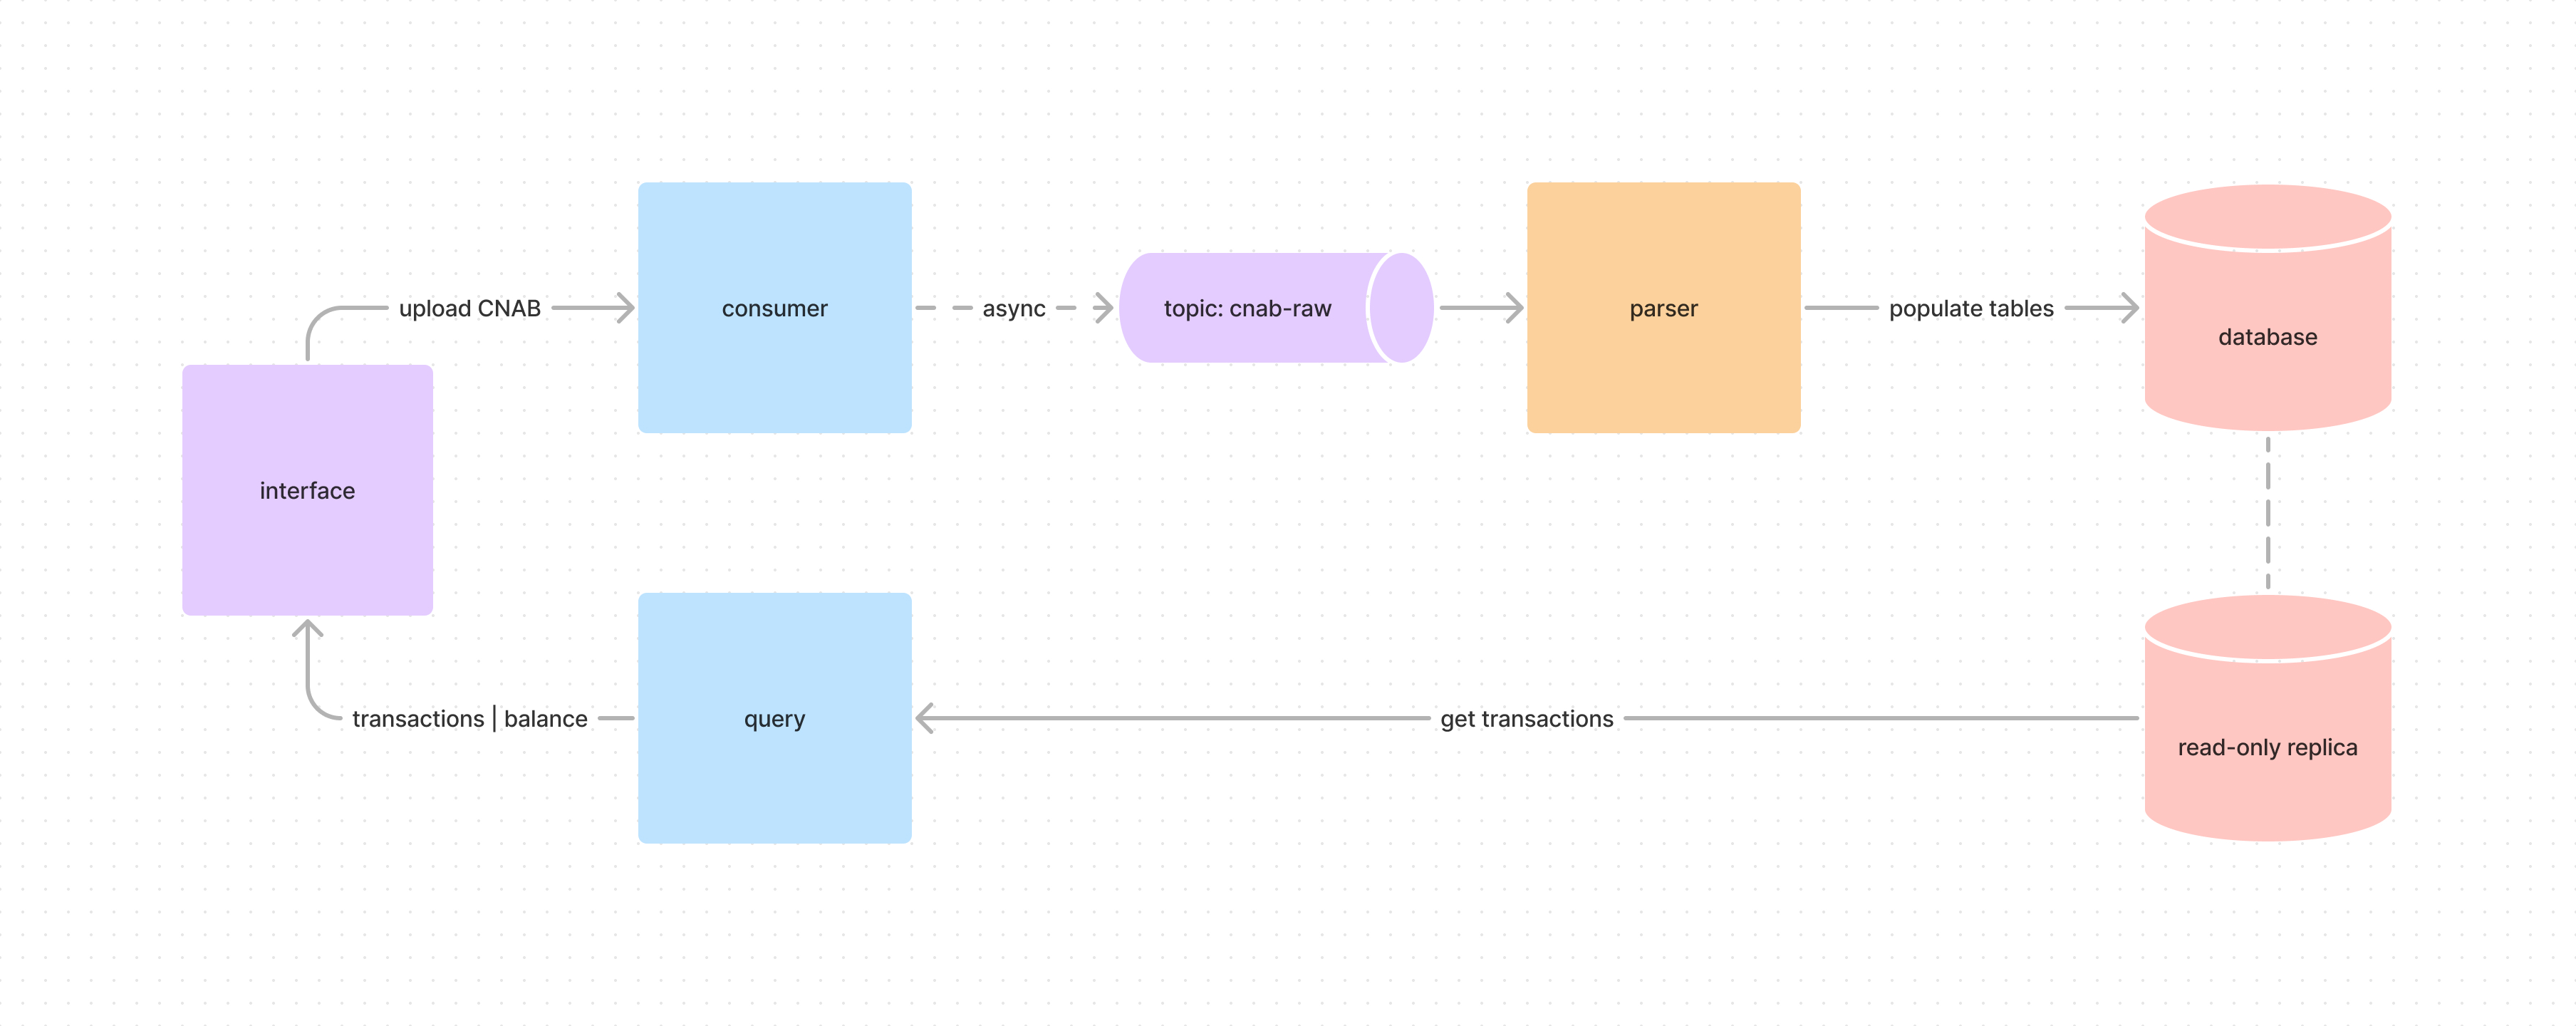 upload CNAB
consumer
async
topic: cnab-raw
parser
populate tables
database
interface
transactions | balance
query
get transactions
read-only replica